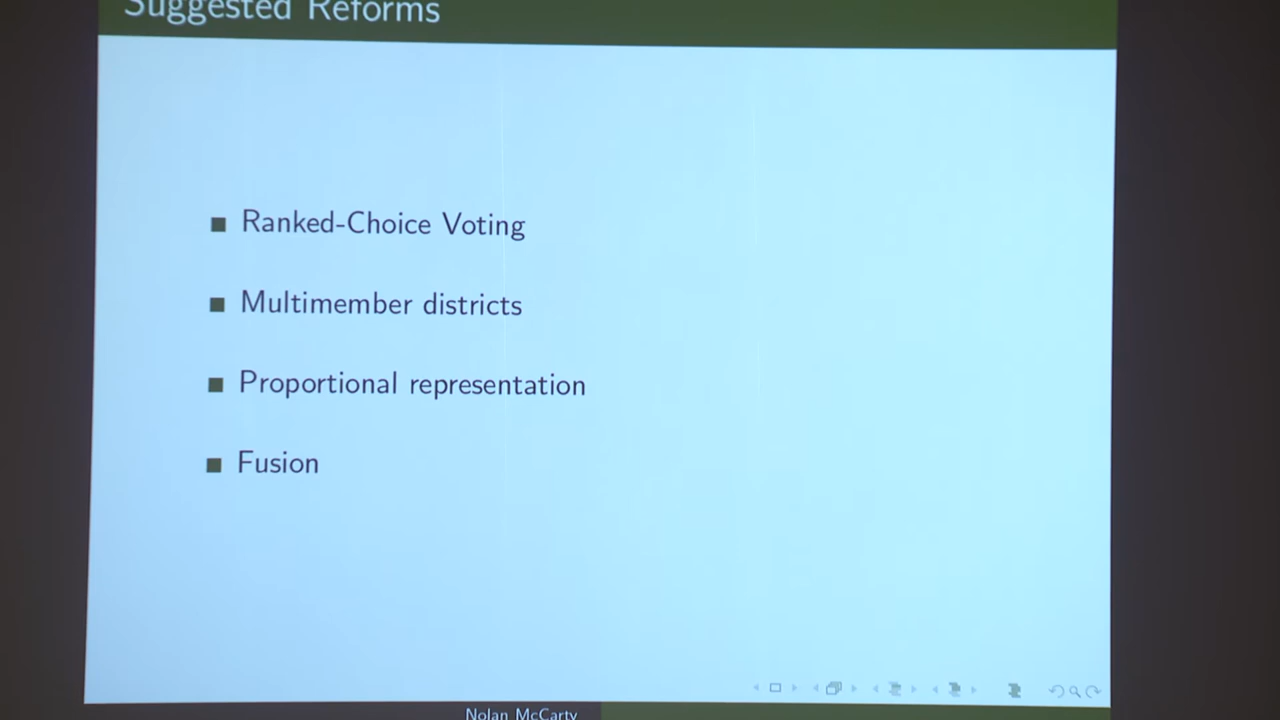 Suggested Reforms
Ranked-Choice Voting
Multimember districts
Proportional representation
Fusion
Nolan McCarty